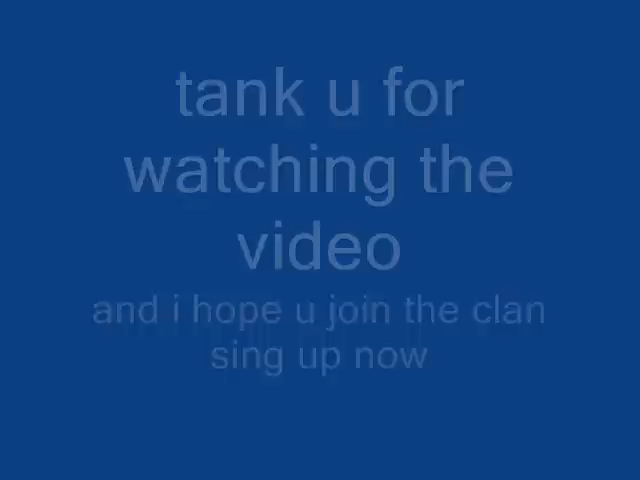 tank u for
watching the
video
and i hope u join the clan
sing up now